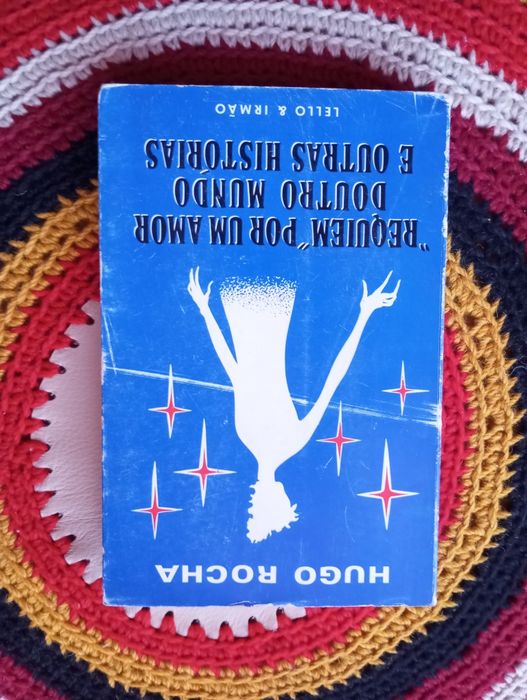 HUGO ROCHA
"REQUIEM" POR UM AMOR
DOUTRO MUNDO
E OUTRAS HISTÓRIAS
LELLO & IRMÃO